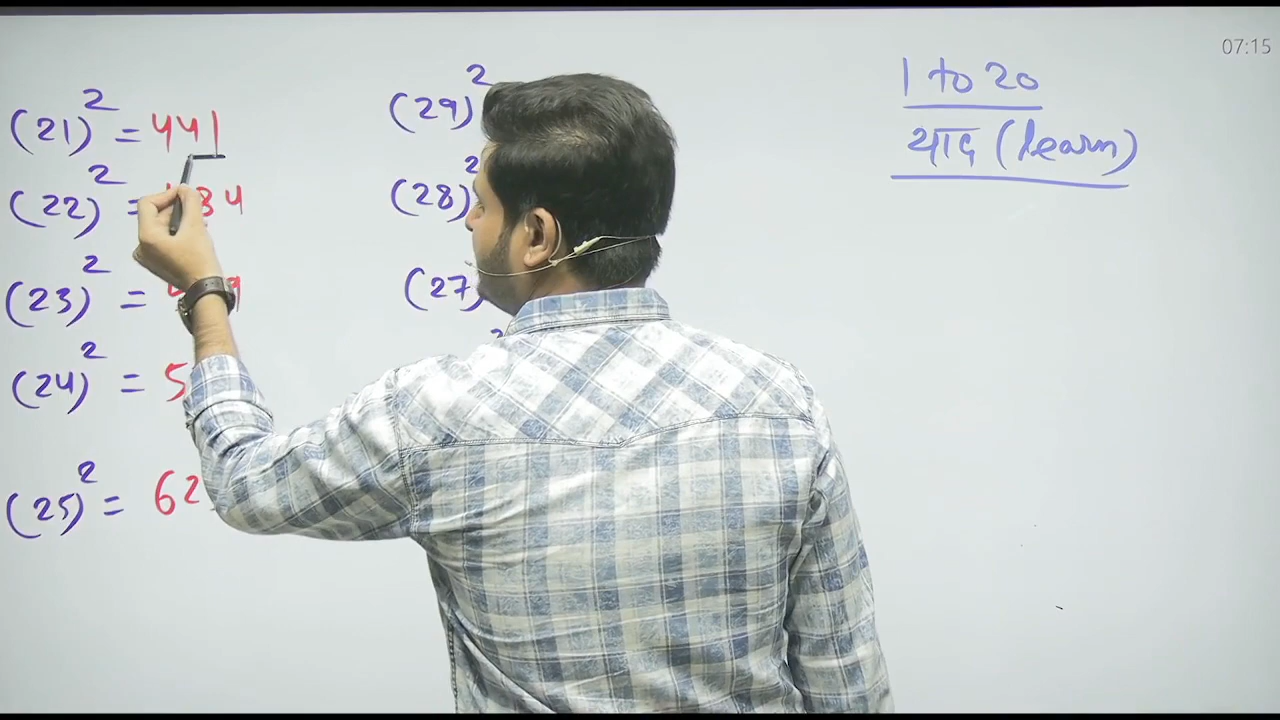 07:15
1 to 20
याद (learn)
(21)² = 441
(22)² =
(23)² =
(24)² = 5
(25)² = 62
(29)²
(28)²
(27)